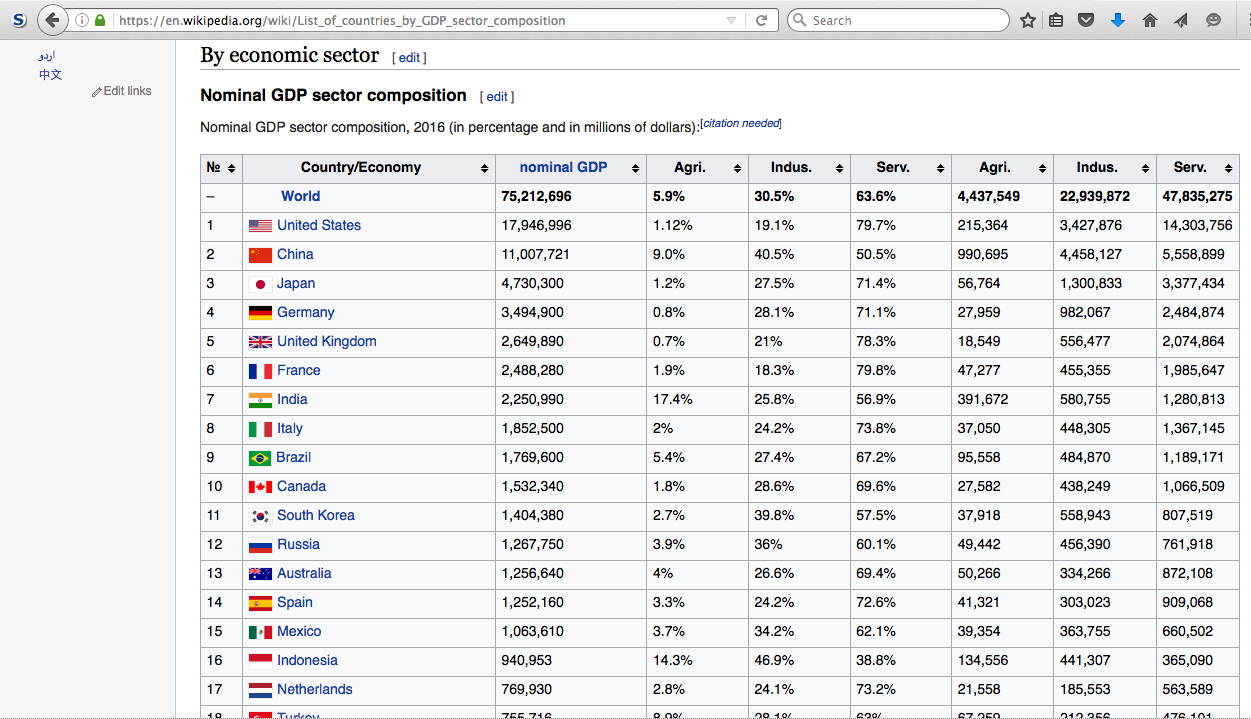 https://en.wikipedia.org/wiki/List_of_countries_by_GDP_sector_composition Search
اردو
中文
Edit links
By economic sector [ edit ]
Nominal GDP sector composition [ edit ]
Nominal GDP sector composition, 2016 (in percentage and in millions of dollars):[citation needed]
№ Country/Economy nominal GDP Agri. Indus. Serv. Agri. Indus. Serv.
– World 75,212,696 5.9% 30.5% 63.6% 4,437,549 22,939,872 47,835,275
1 United States 17,946,996 1.12% 19.1% 79.7% 215,364 3,427,876 14,303,756
2 China 11,007,721 9.0% 40.5% 50.5% 990,695 4,458,127 5,558,899
3 Japan 4,730,300 1.2% 27.5% 71.4% 56,764 1,300,833 3,377,434
4 Germany 3,494,900 0.8% 28.1% 71.1% 27,959 982,067 2,484,874
5 United Kingdom 2,649,890 0.7% 21% 78.3% 18,549 556,477 2,074,864
6 France 2,488,280 1.9% 18.3% 79.8% 47,277 455,355 1,985,647
7 India 2,250,990 17.4% 25.8% 56.9% 391,672 580,755 1,280,813
8 Italy 1,852,500 2% 24.2% 73.8% 37,050 448,305 1,367,145
9 Brazil 1,769,600 5.4% 27.4% 67.2% 95,558 484,870 1,189,171
10 Canada 1,532,340 1.8% 28.6% 69.6% 27,582 438,249 1,066,509
11 South Korea 1,404,380 2.7% 39.8% 57.5% 37,918 558,943 807,519
12 Russia 1,267,750 3.9% 36% 60.1% 49,442 456,390 761,918
13 Australia 1,256,640 4% 26.6% 69.4% 50,266 334,266 872,108
14 Spain 1,252,160 3.3% 24.2% 72.6% 41,321 303,023 909,068
15 Mexico 1,063,610 3.7% 34.2% 62.1% 39,354 363,755 660,502
16 Indonesia 940,953 14.3% 46.9% 38.8% 134,556 441,307 365,090
17 Netherlands 769,930 2.8% 24.1% 73.2% 21,558 185,553 563,589
18 Turkey 755,716 8.9% 28.1% 63% 67,259 212,356 476,101